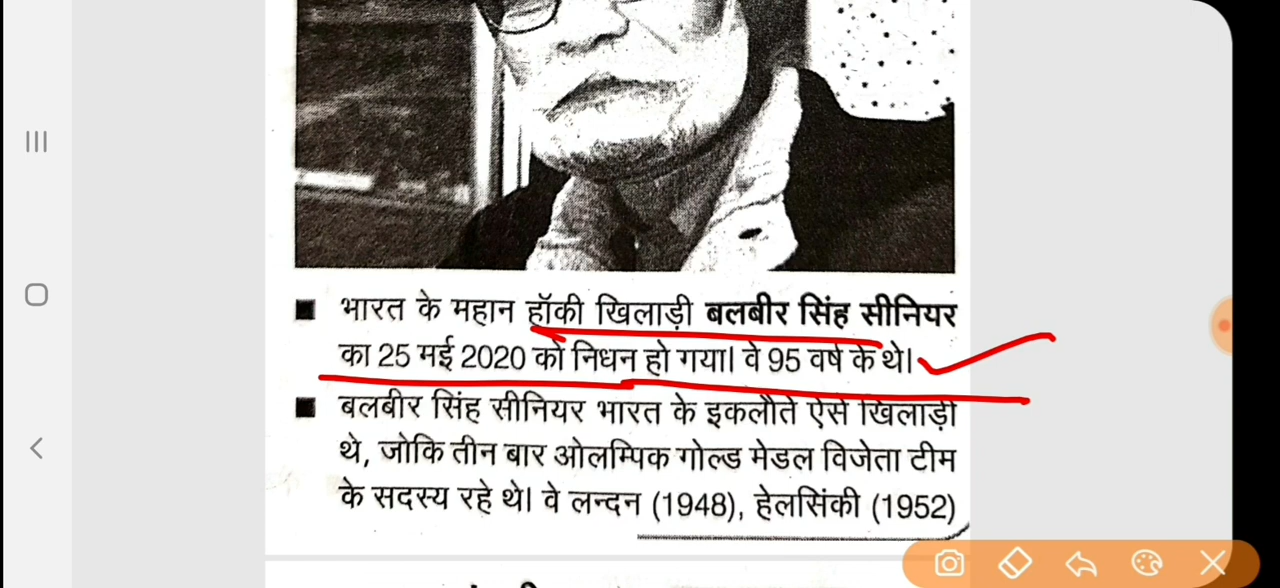 ■ भारत के महान हॉकी खिलाड़ी बलबीर सिंह सीनियर
का 25 मई 2020 को निधन हो गया। वे 95 वर्ष के थे।
■ बलबीर सिंह सीनियर भारत के इकलौते ऐसे खिलाड़ी
थे, जोकि तीन बार ओलम्पिक गोल्ड मेडल विजेता टीम
के सदस्य रहे थे। वे लन्दन (1948), हेलसिंकी (1952)